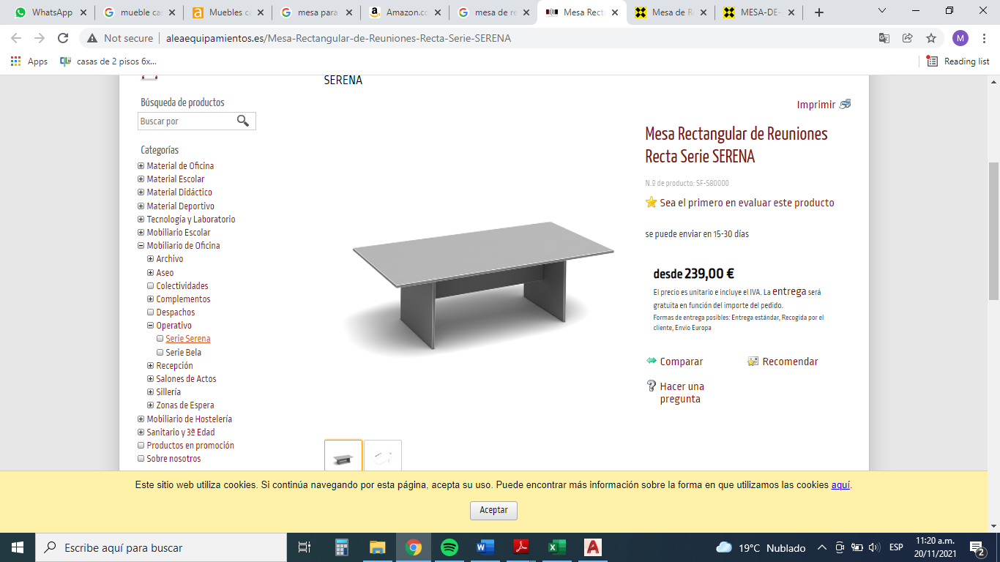 WhatsApp
mueble ca
Muebles ca
mesa para
Amazon.co
mesa de re
Mesa Recta
Mesa de R
MESA-DE-
Not secure
aleaequipamientos.es/Mesa-Rectangular-de-Reuniones-Recta-Serie-SERENA
M
Apps
casas de 2 pisos 6x...
Reading list
SERENA
Búsqueda de productos
Buscar por
Categorías
Material de Oficina
Material Escolar
Material Didáctico
Material Deportivo
Tecnología y Laboratorio
Mobiliario Escolar
Mobiliario de Oficina
Archivo
Aseo
Colectividades
Complementos
Despachos
Operativo
Serie Serena
Serie Bela
Recepción
Salones de Actos
Sillería
Zonas de Espera
Mobiliario de Hostelería
Sanitario y 3ª Edad
Productos en promoción
Sobre nosotros
Imprimir
Mesa Rectangular de Reuniones
Recta Serie SERENA
N.º de producto: SF-S80000
Sea el primero en evaluar este producto
se puede enviar en 15-30 días
desde 239,00 €
El precio es unitario e incluye el IVA. La entrega será
gratuita en función del importe del pedido.
Formas de entrega posibles: Entrega estándar, Recogida por el
cliente, Envio Europa
Comparar
Recomendar
Hacer una
pregunta
Este sitio web utiliza cookies. Si continúa navegando por esta página, acepta su uso. Puede encontrar más información sobre la forma en que utilizamos las cookies aquí.
Aceptar
Escribe aquí para buscar
19°C Nublado
ESP
11:20 a.m.
20/11/2021
2